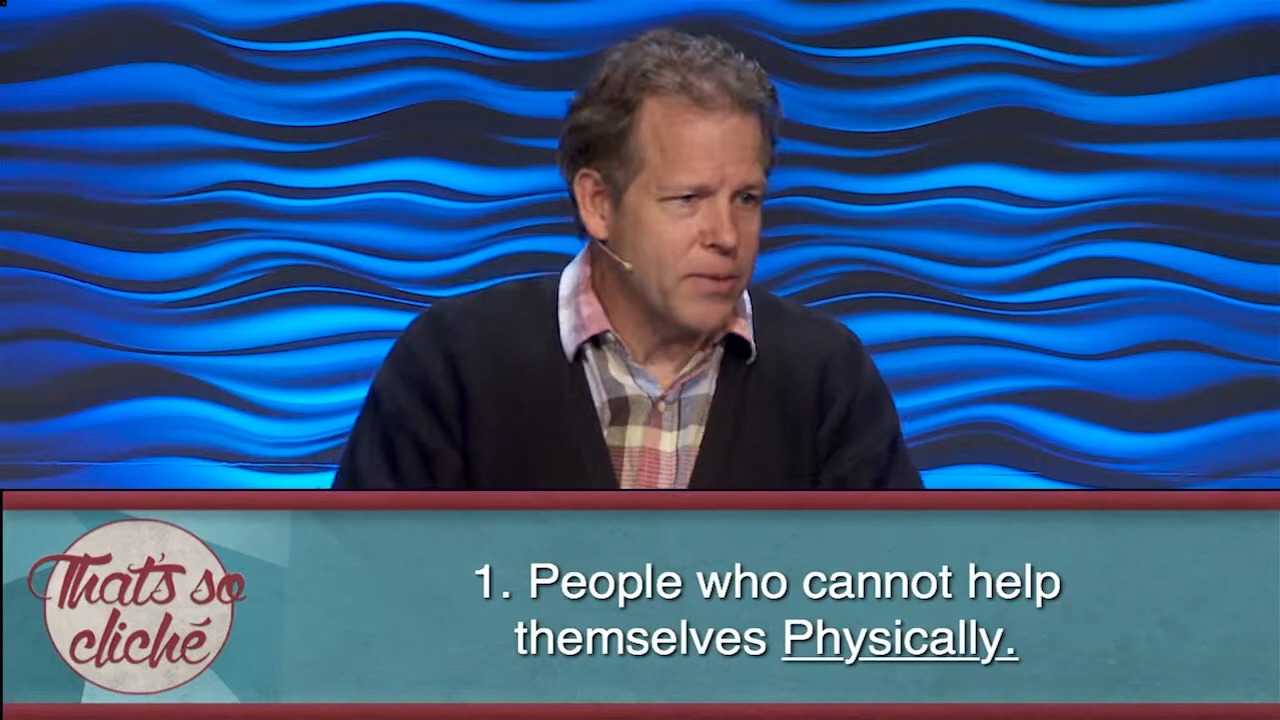 That's so
cliché
1. People who cannot help
themselves Physically.